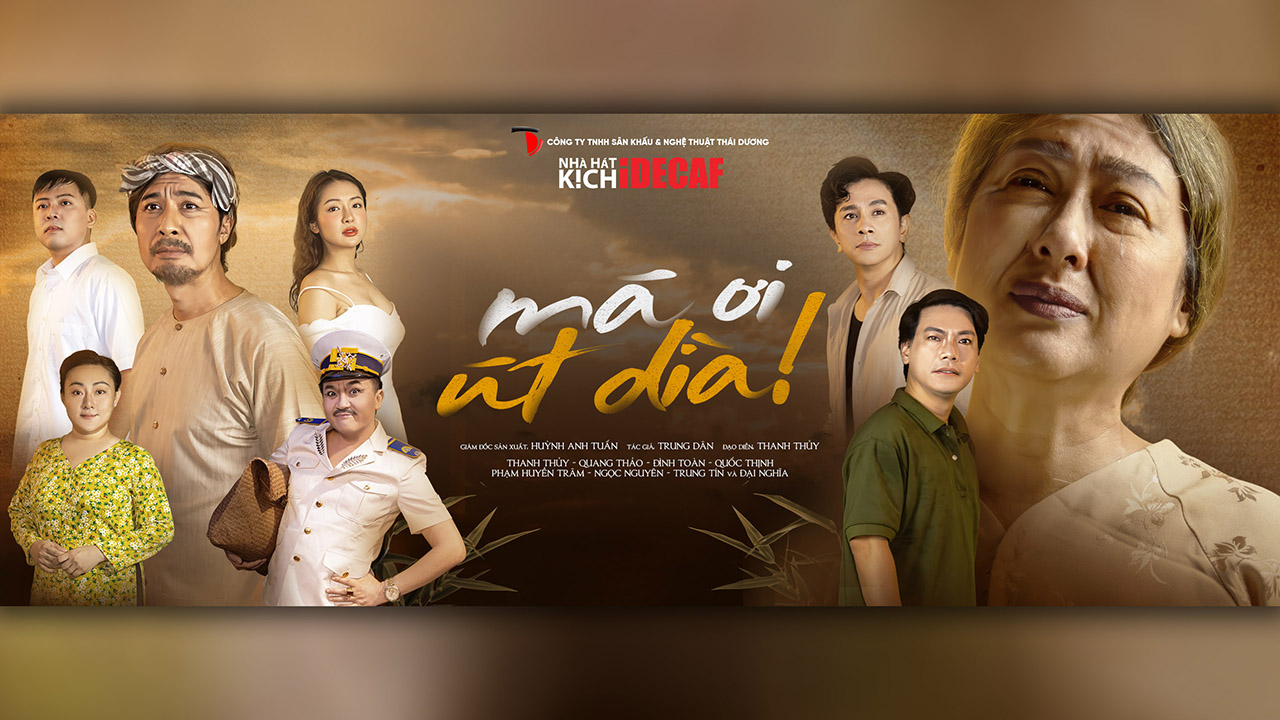 CÔNG TY TNHH SÂN KHẤU & NGHỆ THUẬT THÁI DƯƠNG
NHÀ HÁT
KỊCH IDECAF
má ơi
út dìa!
GIÁM ĐỐC SẢN XUẤT: HUỲNH ANH TUẤN TÁC GIẢ: TRUNG DÂN ĐẠO DIỄN: THANH THỦY
THANH THỦY - QUANG THẢO - ĐÌNH TOÀN - QUỐC THỊNH
PHẠM HUYỀN TRÂM - NGỌC NGUYÊN - TRUNG TÍN VÀ ĐẠI NGHĨA